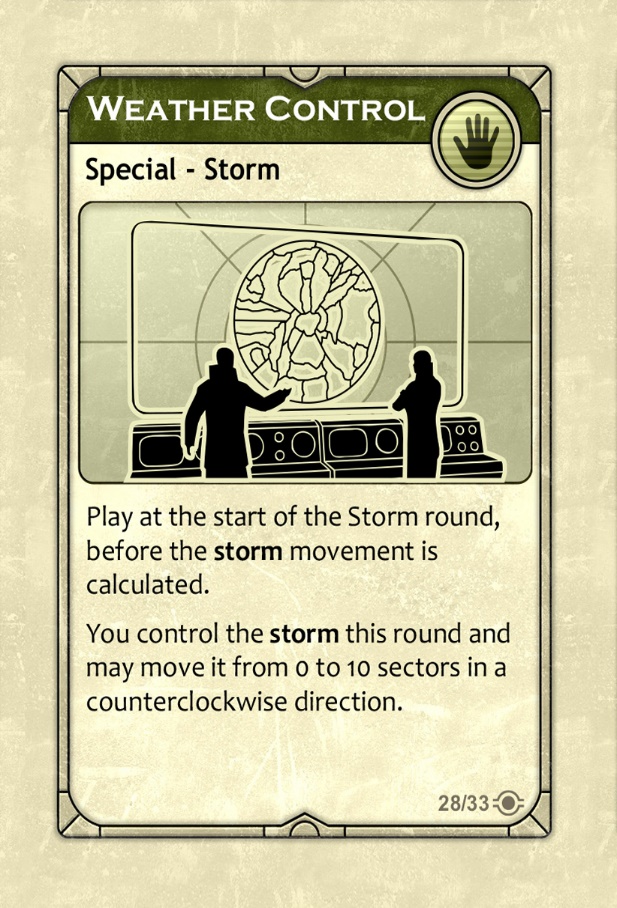 Weather Control
Special - Storm
Play at the start of the Storm round,
before the storm movement is
calculated.
You control the storm this round and
may move it from 0 to 10 sectors in a
counterclockwise direction.
28/33